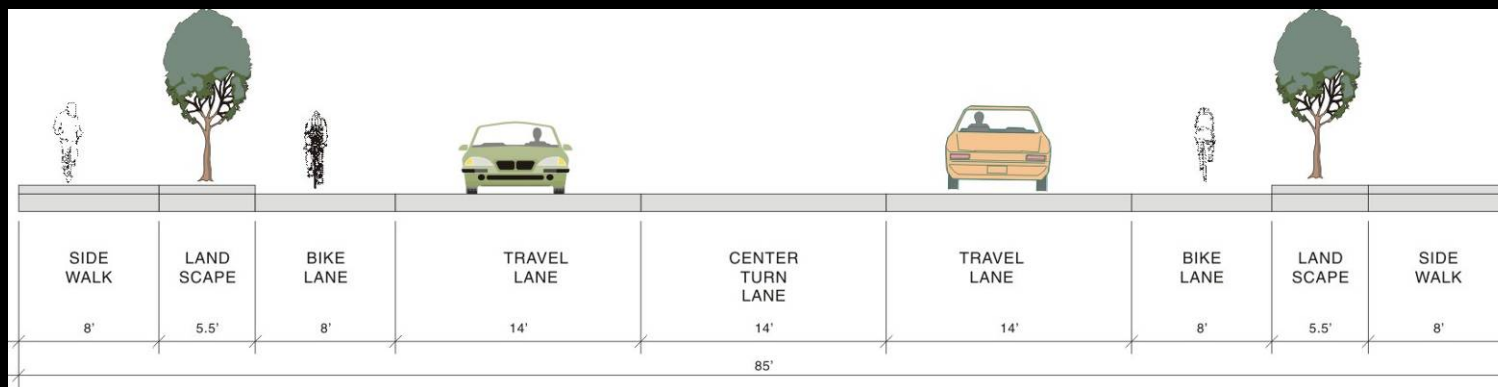 SIDE
WALK
8'
LAND
SCAPE
5.5'
BIKE
LANE
8'
TRAVEL
LANE
14'
CENTER
TURN
LANE
14'
TRAVEL
LANE
14'
BIKE
LANE
8'
LAND
SCAPE
5.5'
SIDE
WALK
8'
85'